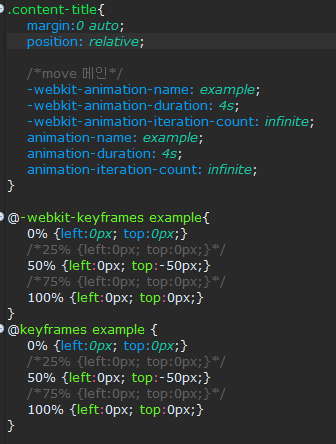 .content-title{
margin:0 auto;
position: relative;
/*move 메인*/
-webkit-animation-name: example;
-webkit-animation-duration: 4s;
-webkit-animation-iteration-count: infinite;
animation-name: example;
animation-duration: 4s;
animation-iteration-count: infinite;
}
@-webkit-keyframes example{
0% {left:0px; top:0px;}
/*25% {left:0px; top:0px;}*/
50% {left:0px; top:-50px;}
/*75% {left:0px; top:0px;}*/
100% {left:0px; top:0px;}
}
@keyframes example {
0% {left:0px; top:0px;}
/*25% {left:0px; top:0px;}*/
50% {left:0px; top:-50px;}
/*75% {left:0px; top:0px;}*/
100% {left:0px; top:0px;}
}